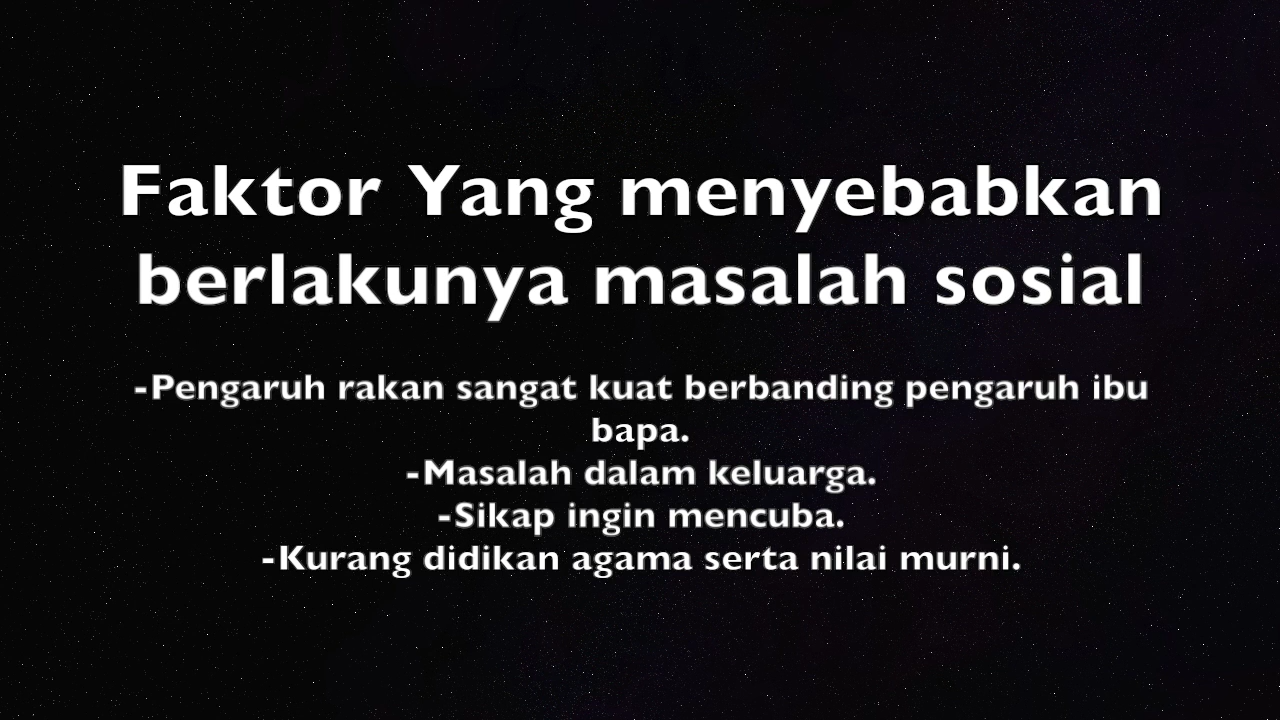 Faktor Yang menyebabkan
berlakunya masalah sosial
-Pengaruh rakan sangat kuat berbanding pengaruh ibu
bapa.
-Masalah dalam keluarga.
-Sikap ingin mencuba.
-Kurang didikan agama serta nilai murni.